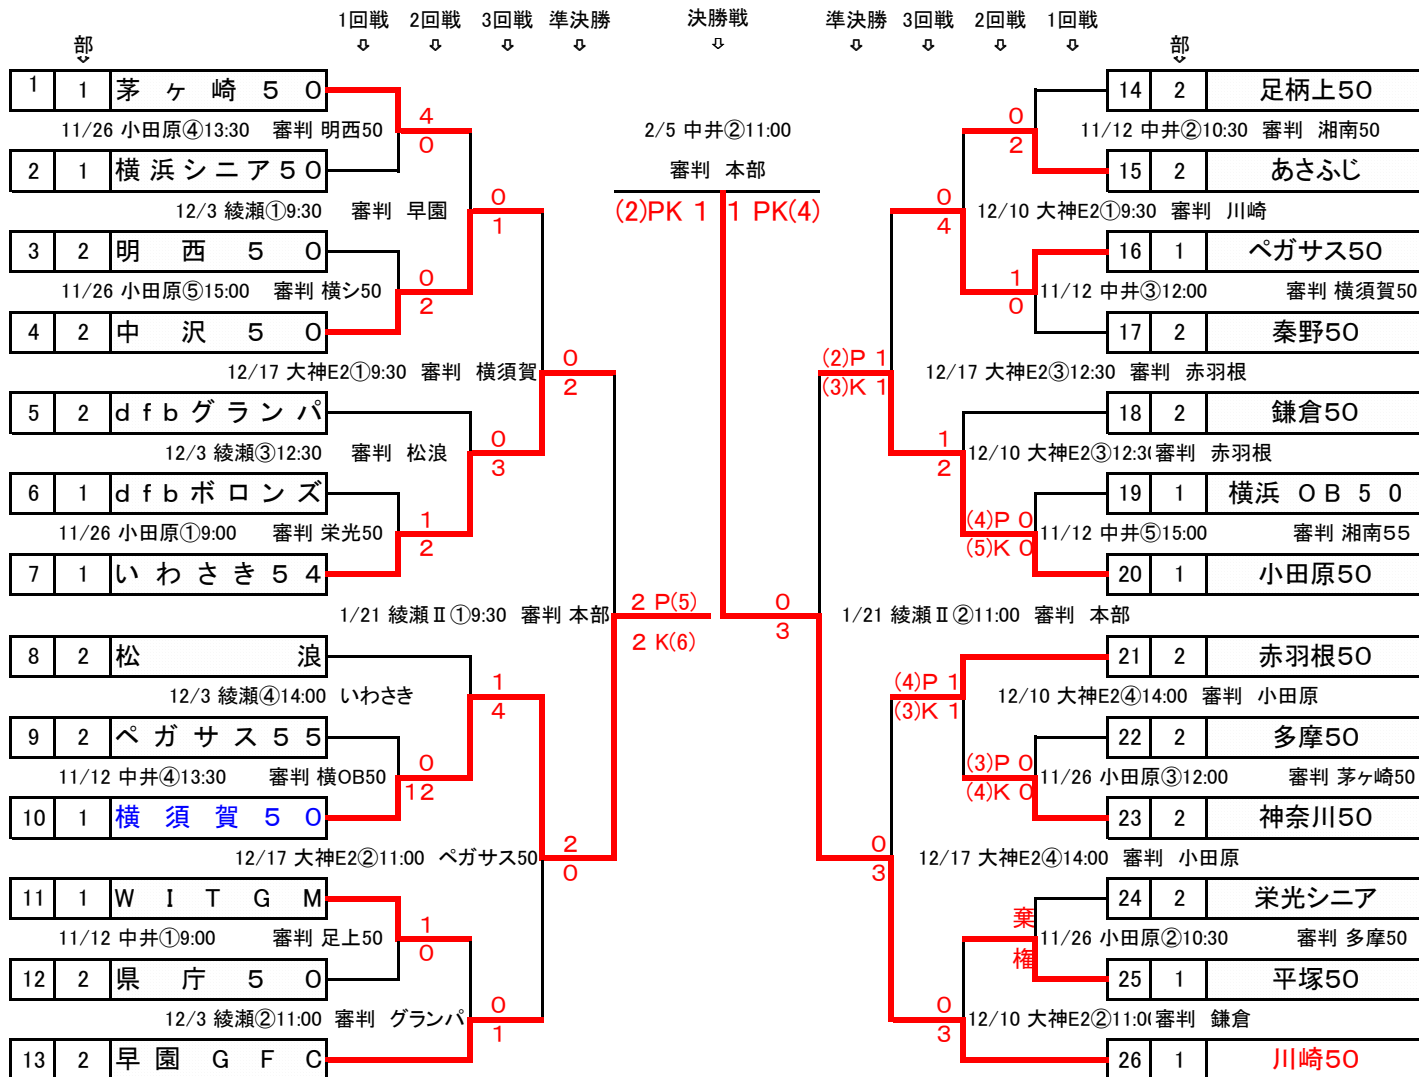 1回戦 2回戦 3回戦 準決勝 決勝戦 準決勝 3回戦 2回戦 1回戦
部 部
1 1 茅ヶ崎50 14 2 足柄上50
11/26 小田原④13:30 審判 明西50 4 2/5 中井②11:00 0 11/12 中井②10:30 審判 湘南50
0 2
2 1 横浜シニア50 審判 本部 15 2 あさふじ
12/3 綾瀬①9:30 審判 早園 0 (2)PK 1 1 PK(4) 0 12/10 大神E2①9:30 審判 川崎
1 4
3 2 明西50 16 1 ペガサス50
11/26 小田原⑤15:00 審判 横シ50 0 1 11/12 中井③12:00 審判 横須賀50
2 0
4 2 中沢50 17 2 秦野50
12/17 大神E2①9:30 審判 横須賀 0 (2)P 1 12/17 大神E2③12:30 審判 赤羽根
2 (3)K 1
5 2 dfbグランパ 18 2 鎌倉50
12/3 綾瀬③12:30 審判 松浪 0 1 12/10 大神E2③12:30 審判 赤羽根
3 2
6 1 dfbボロンズ 19 1 横浜OB50
11/26 小田原①9:00 審判 栄光50 1 (4)P 0 11/12 中井⑤15:00 審判 湘南55
2 (5)K 0
7 1 いわさき54 20 1 小田原50
1/21 綾瀬Ⅱ①9:30 審判 本部 2 P(5) 0 1/21 綾瀬Ⅱ②11:00 審判 本部
2 K(6) 3
8 2 松浪 21 2 赤羽根50
12/3 綾瀬④14:00 いわさき 1 (4)P 1 12/10 大神E2④14:00 審判 小田原
4 (3)K 1
9 2 ペガサス55 22 2 多摩50
11/12 中井④13:30 審判 横OB50 0 (3)P 0 11/26 小田原③12:00 審判 茅ヶ崎50
12 (4)K 0
10 1 横須賀50 23 2 神奈川50
12/17 大神E2②11:00 ペガサス50 2 0 12/17 大神E2④14:00 審判 小田原
0 3
11 1 WITGM 24 2 栄光シニア
11/12 中井①9:00 審判 足上50 1 棄 11/26 小田原②10:30 審判 多摩50
0 権
12 2 県庁50 25 1 平塚50
12/3 綾瀬②11:00 審判 グランパ 0 0 12/10 大神E2②11:00 審判 鎌倉
1 3
13 2 早園GFC 26 1 川崎50